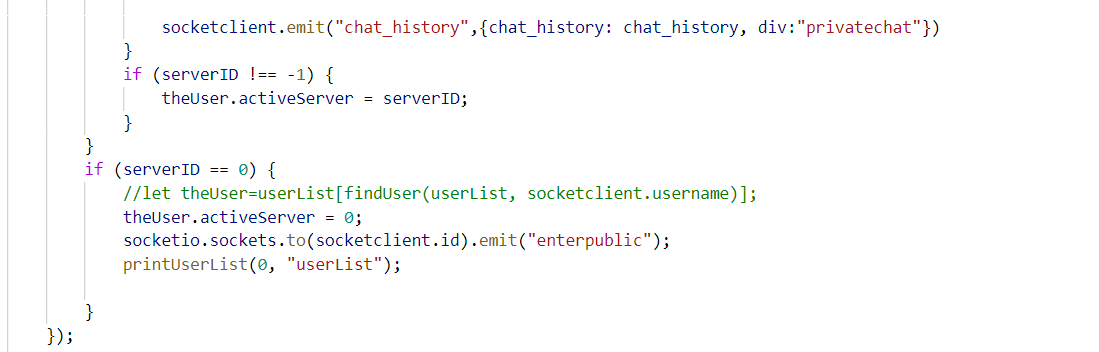 socketclient.emit("chat_history",{chat_history: chat_history, div:"privatechat"})
}
if (serverID !== -1) {
theUser.activeServer = serverID;
}
}
if (serverID == 0) {
//let theUser=userList[findUser(userList, socketclient.username)];
theUser.activeServer = 0;
socketio.sockets.to(socketclient.id).emit("enterpublic");
printUserList(0, "userList");
}
});